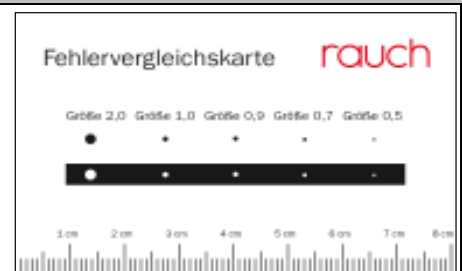 Fehlervergleichskarte rauch
Größe 2,0 Größe 1,0 Größe 0,9 Größe 0,7 Größe 0,5
1 cm 2 cm 3 cm 4 cm 5 cm 6 cm 7 cm 8 cm